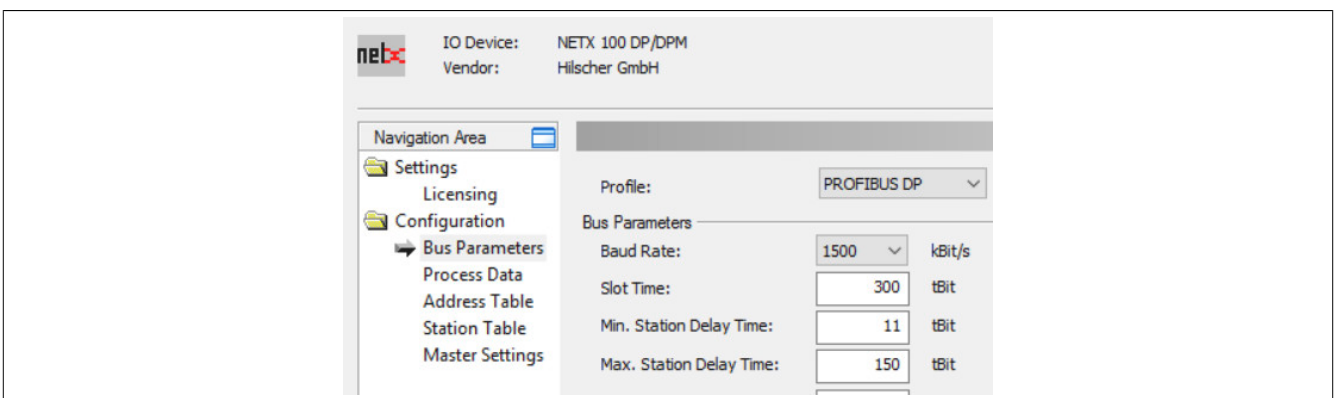 netx
IO Device: NETX 100 DP/DPM
Vendor: Hilscher GmbH
Navigation Area
Settings
Licensing
Configuration
Bus Parameters
Process Data
Address Table
Station Table
Master Settings
Profile: PROFIBUS DP
Bus Parameters
Baud Rate: 1500 kBit/s
Slot Time: 300 tBit
Min. Station Delay Time: 11 tBit
Max. Station Delay Time: 150 tBit